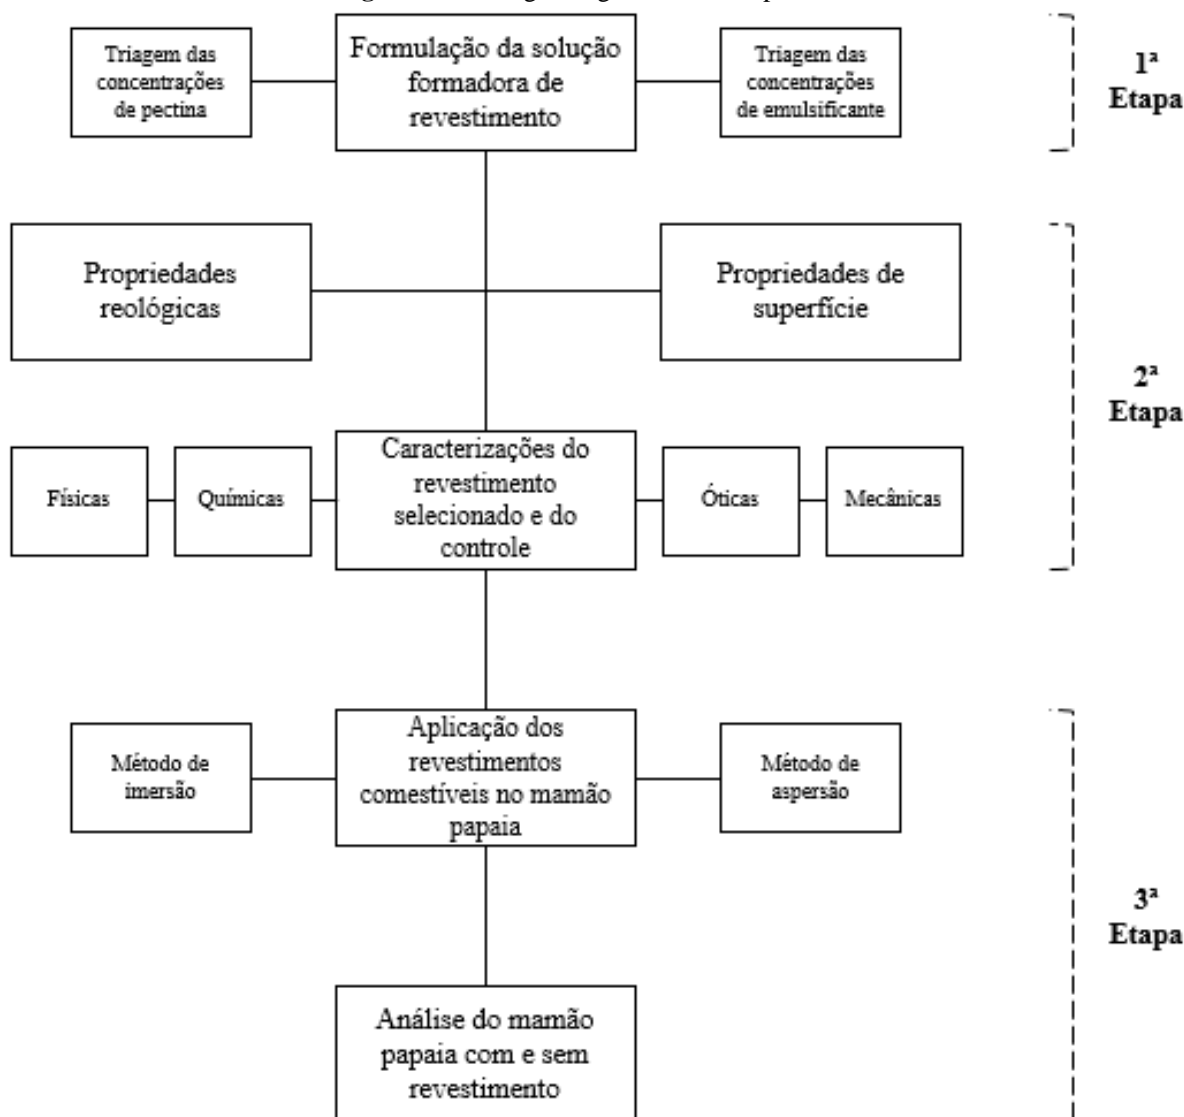 Triagem das
concentrações
de pectina
Formulação da solução
formadora de
revestimento
Triagem das
concentrações
de emulsificante
1ª
Etapa
Propriedades
reológicas
Propriedades de
superfície
2ª
Etapa
Físicas
Químicas
Caracterizações do
revestimento
selecionado e do
controle
Óticas
Mecânicas
Método de
imersão
Aplicação dos
revestimentos
comestíveis no mamão
papaia
Método de
aspersão
3ª
Etapa
Análise do mamão
papaia com e sem
revestimento